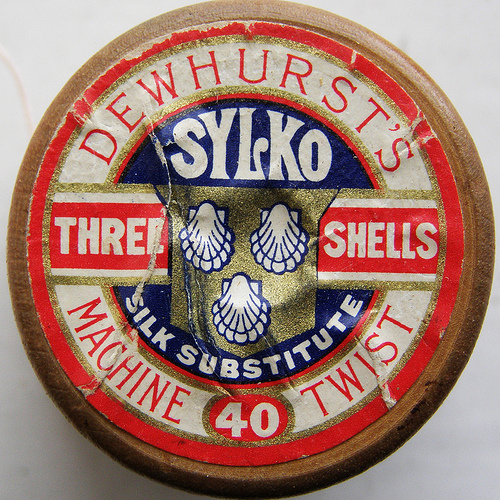 DEWHURST'S
SYLKO
THREE SHELLS
SILK SUBSTITUTE
MACHINE TWIST
40